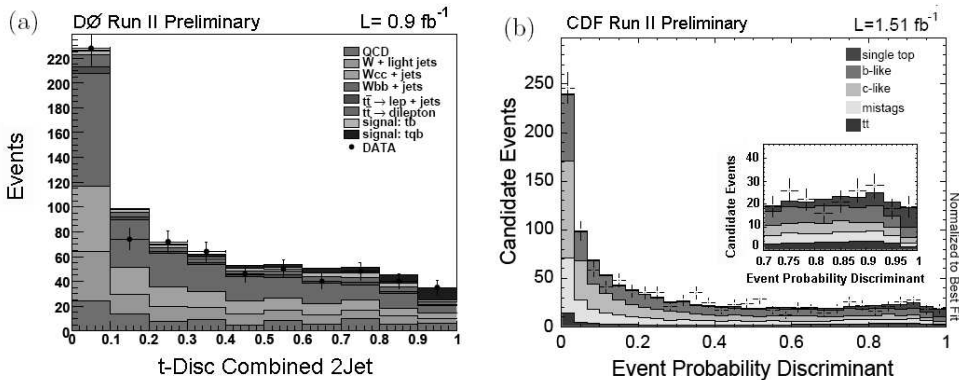 (a)
DØ Run II Preliminary
L= 0.9 fb-1
Events
220
200
180
160
140
120
100
80
60
40
20
0
QCD
W + light jets
Wcc + jets
Wbb + jets
tt̄ → lep + jets
tt̄ → dilepton
signal: tb
signal: tqb
DATA
0 0.1 0.2 0.3 0.4 0.5 0.6 0.7 0.8 0.9 1
t-Disc Combined 2Jet
(b)
CDF Run II Preliminary
L=1.51 fb-1
Candidate Events
250
200
150
100
50
0
single top
b-like
c-like
mistags
tt
Candidate Events
40
30
20
10
0
0.7 0.75 0.8 0.85 0.9 0.95 1
Event Probability Discriminant
Normalized to Best Fit
0 0.2 0.4 0.6 0.8 1
Event Probability Discriminant